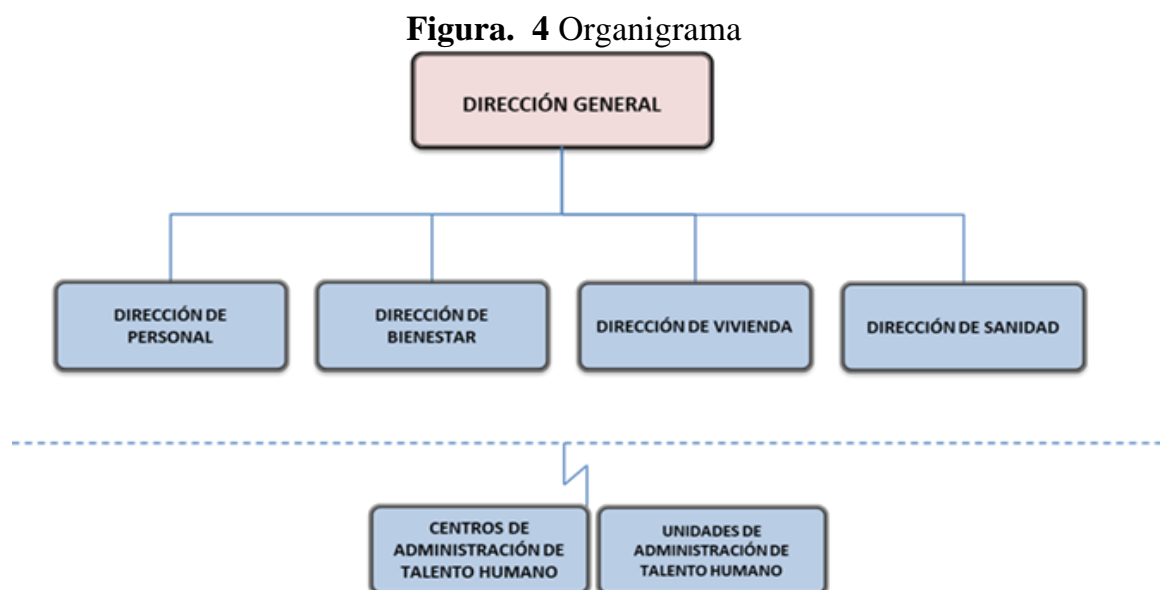 Figura. 4 Organigrama
DIRECCIÓN GENERAL
DIRECCIÓN DE
PERSONAL
DIRECCIÓN DE
BIENESTAR
DIRECCIÓN DE VIVIENDA
DIRECCIÓN DE SANIDAD
CENTROS DE
ADMINISTRACIÓN DE
TALENTO HUMANO
UNIDADES DE
ADMINISTRACIÓN DE
TALENTO HUMANO